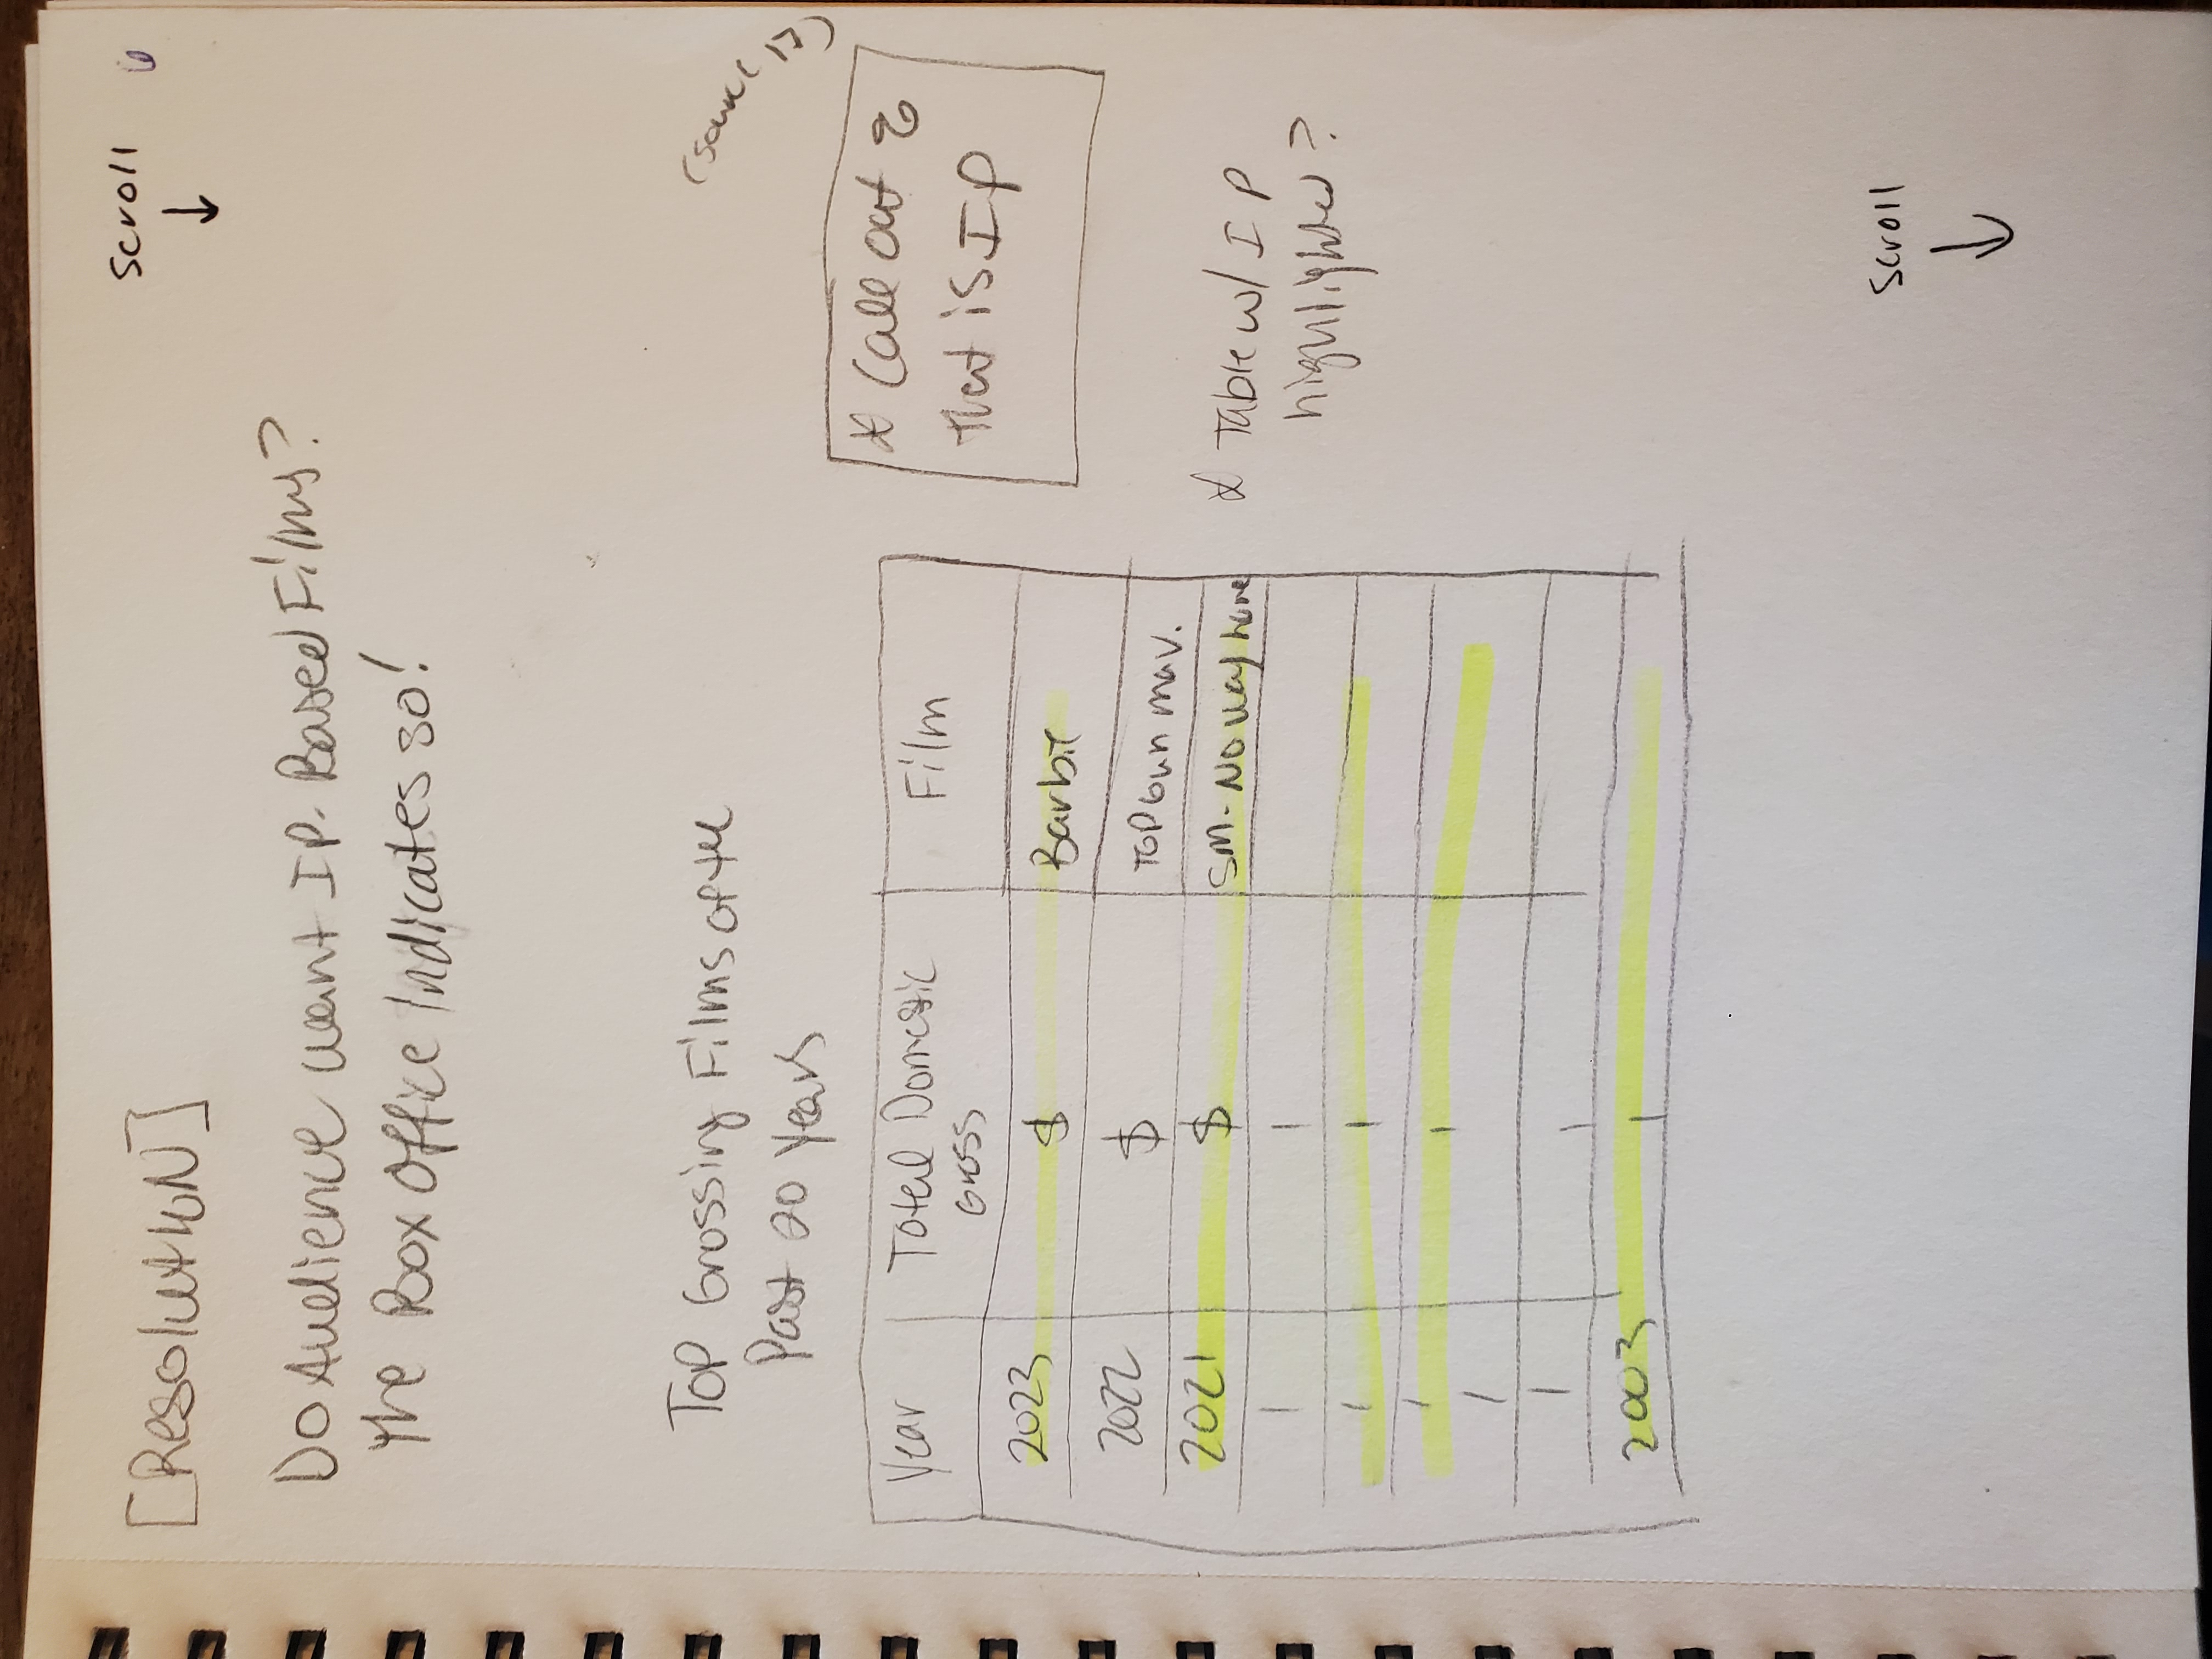 Scroll
6
[Resolution]
Do Audience want IP-Based Films?
The Box Office Indicates so!
Top Grossing Films of the
Past 20 Years
(Source 17)
* Call out %
that is IP
Year Total Domestic Gross Film
2023 $ Barbie
2022 $ Top Gun Mav.
2021 $ SM- No Way Home
2003
* Table w/ IP
highlighted?
Scroll